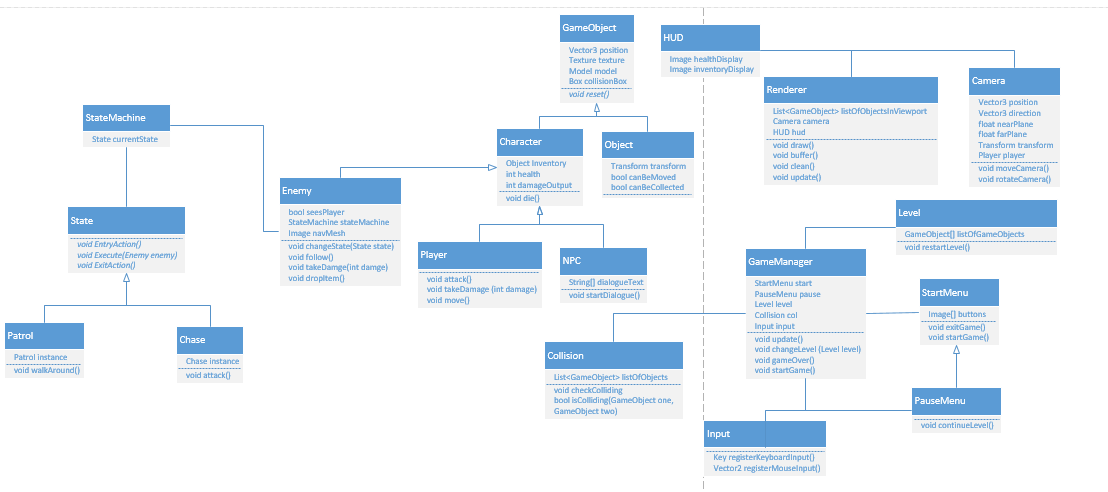 GameObject
Vector3 position
Texture texture
Model model
Box collisionBox
void reset()
HUD
Image healthDisplay
Image inventoryDisplay
Renderer
List<GameObject> listOfObjectsInViewport
Camera camera
HUD hud
void draw()
void buffer()
void clean()
void update()
Camera
Vector3 position
Vector3 direction
float nearPlane
float farPlane
Transform transform
Player player
void moveCamera()
void rotateCamera()
StateMachine
State currentState
Character
Object Inventory
int health
int damageOutput
void die()
Object
Transform transform
bool canBeMoved
bool canBeCollected
Enemy
bool seesPlayer
StateMachine stateMachine
Image navMesh
void changeState(State state)
void follow()
void takeDamge(int damge)
void dropItem()
State
void EntryAction()
void Execute(Enemy enemy)
void ExitAction()
Player
void attack()
void takeDamage (int damage)
void move()
NPC
String[] dialogueText
void startDialogue()
Level
GameObject[] listOfGameObjects
void restartLevel()
GameManager
StartMenu start
PauseMenu pause
Level level
Collision col
Input input
void update()
void changeLevel (Level level)
void gameOver()
void startGame()
StartMenu
Image[] buttons
void exitGame()
void startGame()
Patrol
Patrol instance
void walkAround()
Chase
Chase instance
void attack()
Collision
List<GameObject> listOfObjects
void checkColliding
bool isColliding(GameObject one,
GameObject two)
PauseMenu
void continueLevel()
Input
Key registerKeyboardInput()
Vector2 registerMouseInput()